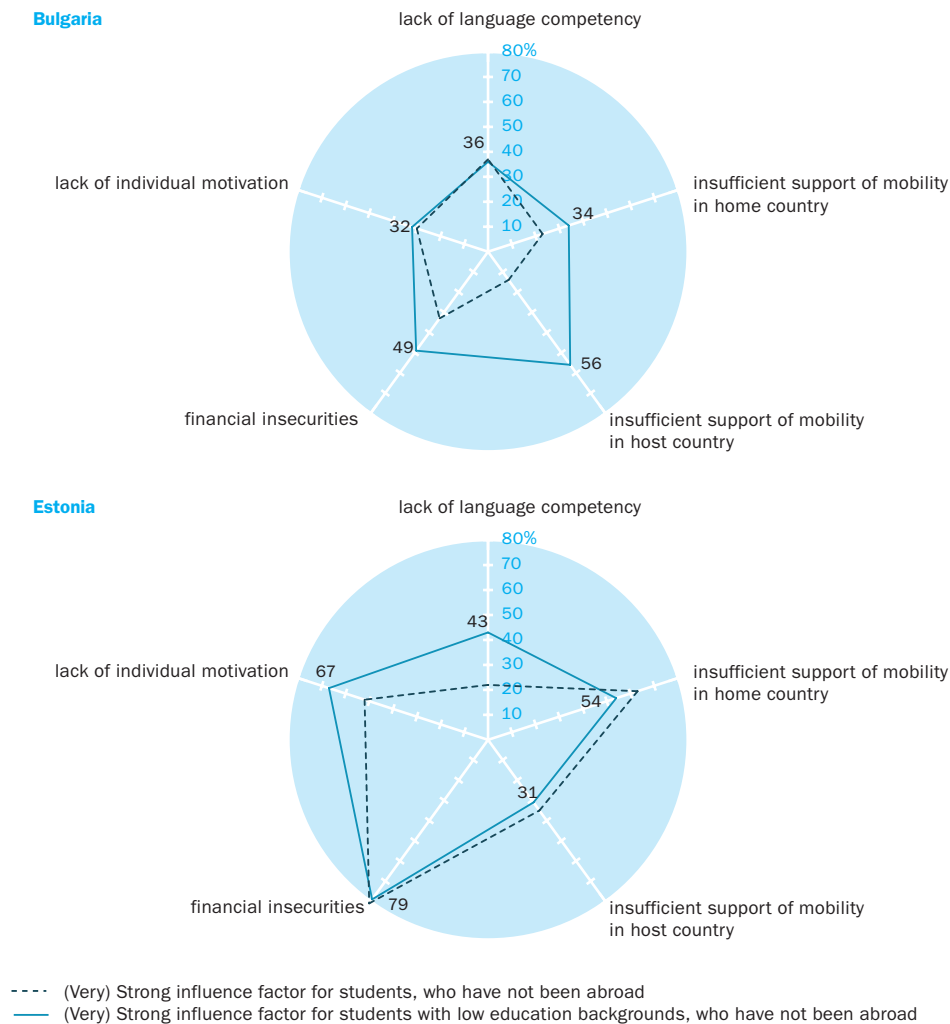 Bulgaria
lack of language competency
80%
70
60
50
40
30
20
10
36
34
56
49
32
insufficient support of mobility
in home country
insufficient support of mobility
in host country
financial insecurities
lack of individual motivation
Estonia
lack of language competency
80%
70
60
50
40
30
20
10
43
54
31
79
67
insufficient support of mobility
in home country
insufficient support of mobility
in host country
financial insecurities
lack of individual motivation
(Very) Strong influence factor for students, who have not been abroad
(Very) Strong influence factor for students with low education backgrounds, who have not been abroad